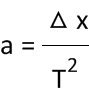 a = △ x / T²